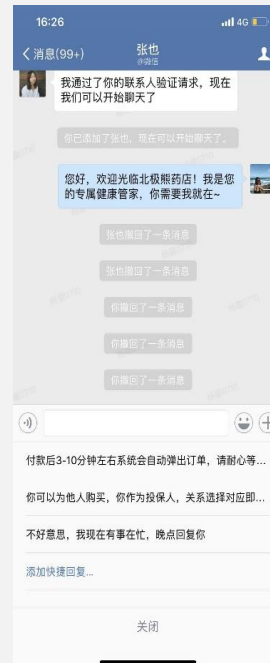 16:26
4G
消息(99+)
张也
@微信
我通过了你的联系人验证请求，现在
我们可以开始聊天了
你已添加了张也，现在可以开始聊天了。
您好，欢迎光临北极熊药店！我是您
的专属健康管家，你需要我就在~
张也撤回了一条消息
张也撤回了一条消息
你撤回了一条消息
你撤回了一条消息
你撤回了一条消息
付款后3-10分钟左右系统会自动弹出订单，请耐心等...
你可以为他人购买，你作为投保人，关系选择对应即...
不好意思，我现在有事在忙，晚点回复你
添加快捷回复...
关闭